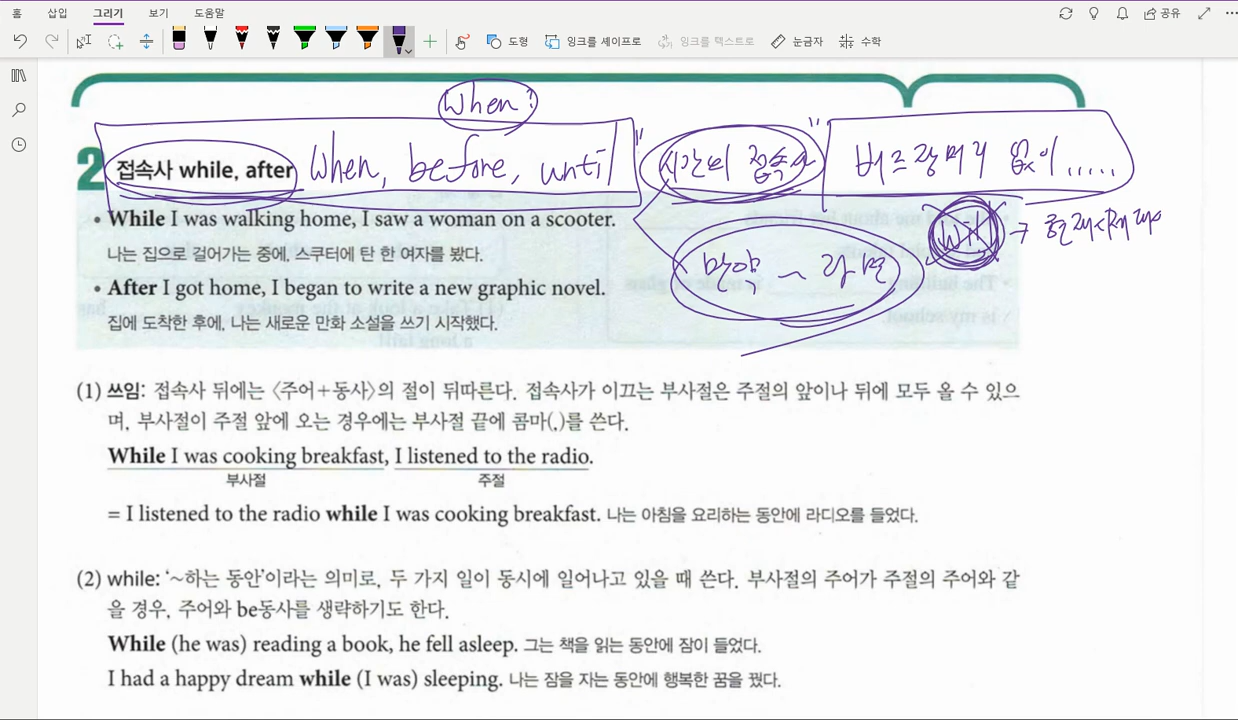 홈 삽입 그리기 보기 도움말 공유
도형 잉크를 셰이프로 잉크를 텍스트로 눈금자 수학
When?
2 접속사 while, after When, before, until "시간의 접속사" 버르장머리 없이.....
• While I was walking home, I saw a woman on a scooter. will → 현재시제
나는 집으로 걸어가는 중에, 스쿠터에 탄 한 여자를 봤다. 만약 ~ 라면
• After I got home, I began to write a new graphic novel.
집에 도착한 후에, 나는 새로운 만화 소설을 쓰기 시작했다.
(1) 쓰임: 접속사 뒤에는 〈주어+동사〉의 절이 뒤따른다. 접속사가 이끄는 부사절은 주절의 앞이나 뒤에 모두 올 수 있으
며, 부사절이 주절 앞에 오는 경우에는 부사절 끝에 콤마(,)를 쓴다.
While I was cooking breakfast, I listened to the radio.
부사절 주절
= I listened to the radio while I was cooking breakfast. 나는 아침을 요리하는 동안에 라디오를 들었다.
(2) while: ‘~하는 동안’이라는 의미로, 두 가지 일이 동시에 일어나고 있을 때 쓴다. 부사절의 주어가 주절의 주어와 같
을 경우, 주어와 be동사를 생략하기도 한다.
While (he was) reading a book, he fell asleep. 그는 책을 읽는 동안에 잠이 들었다.
I had a happy dream while (I was) sleeping. 나는 잠을 자는 동안에 행복한 꿈을 꿨다.